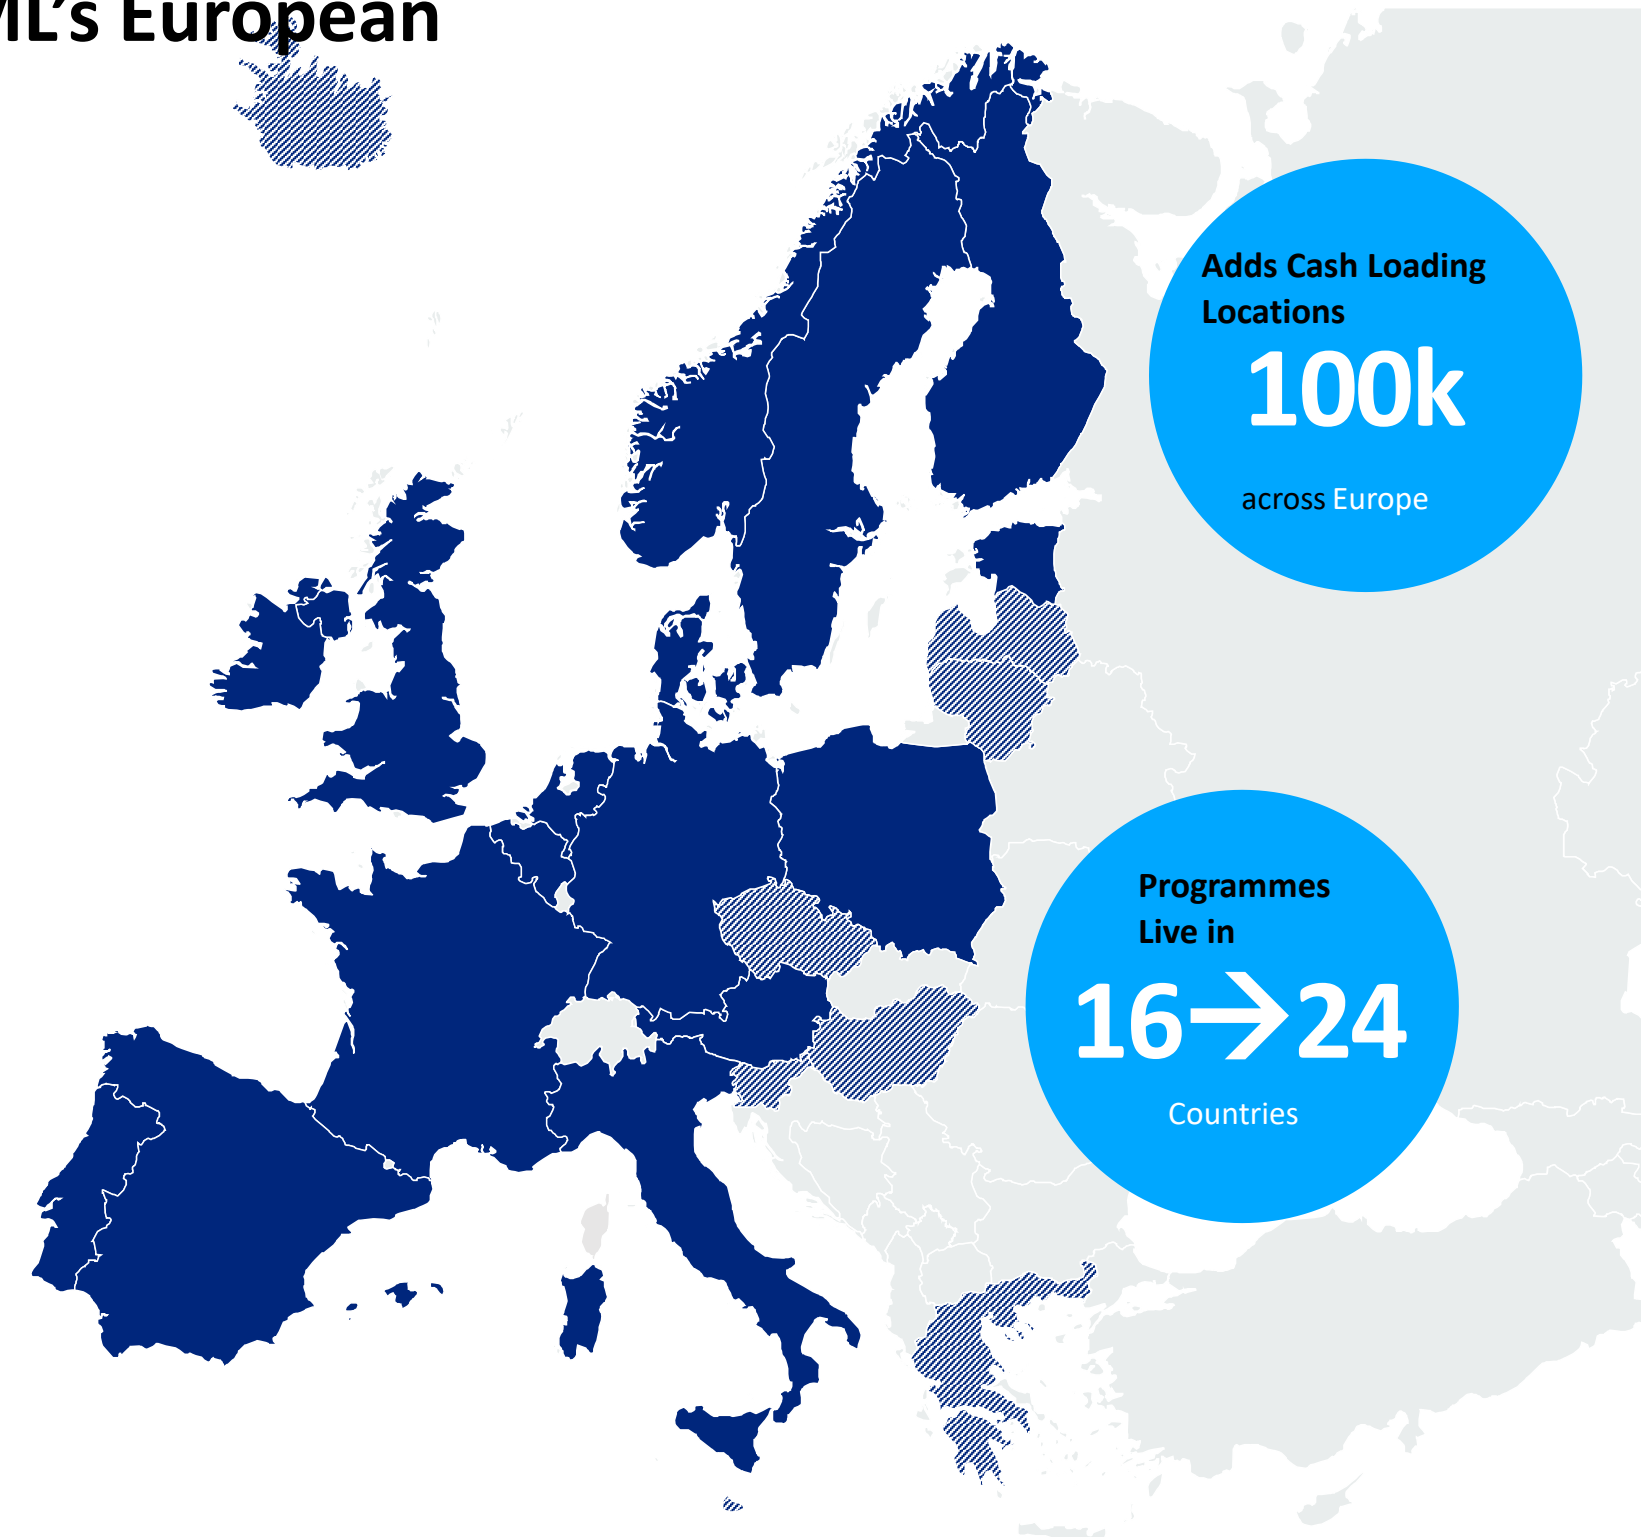 ML's European
Adds Cash Loading
Locations
100k
across Europe
Programmes
Live in
16→24
Countries